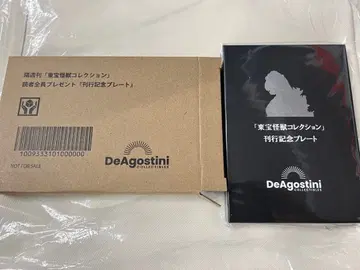 隔週刊「東宝怪獣コレクション」
読者全員プレゼント「刊行記念プレート」
1009333101000000
NOT FOR SALE
DeAgostini
COLLECTIBLES
「東宝怪獣コレクション」
刊行記念プレート
DeAgostini
COLLECTIBLES